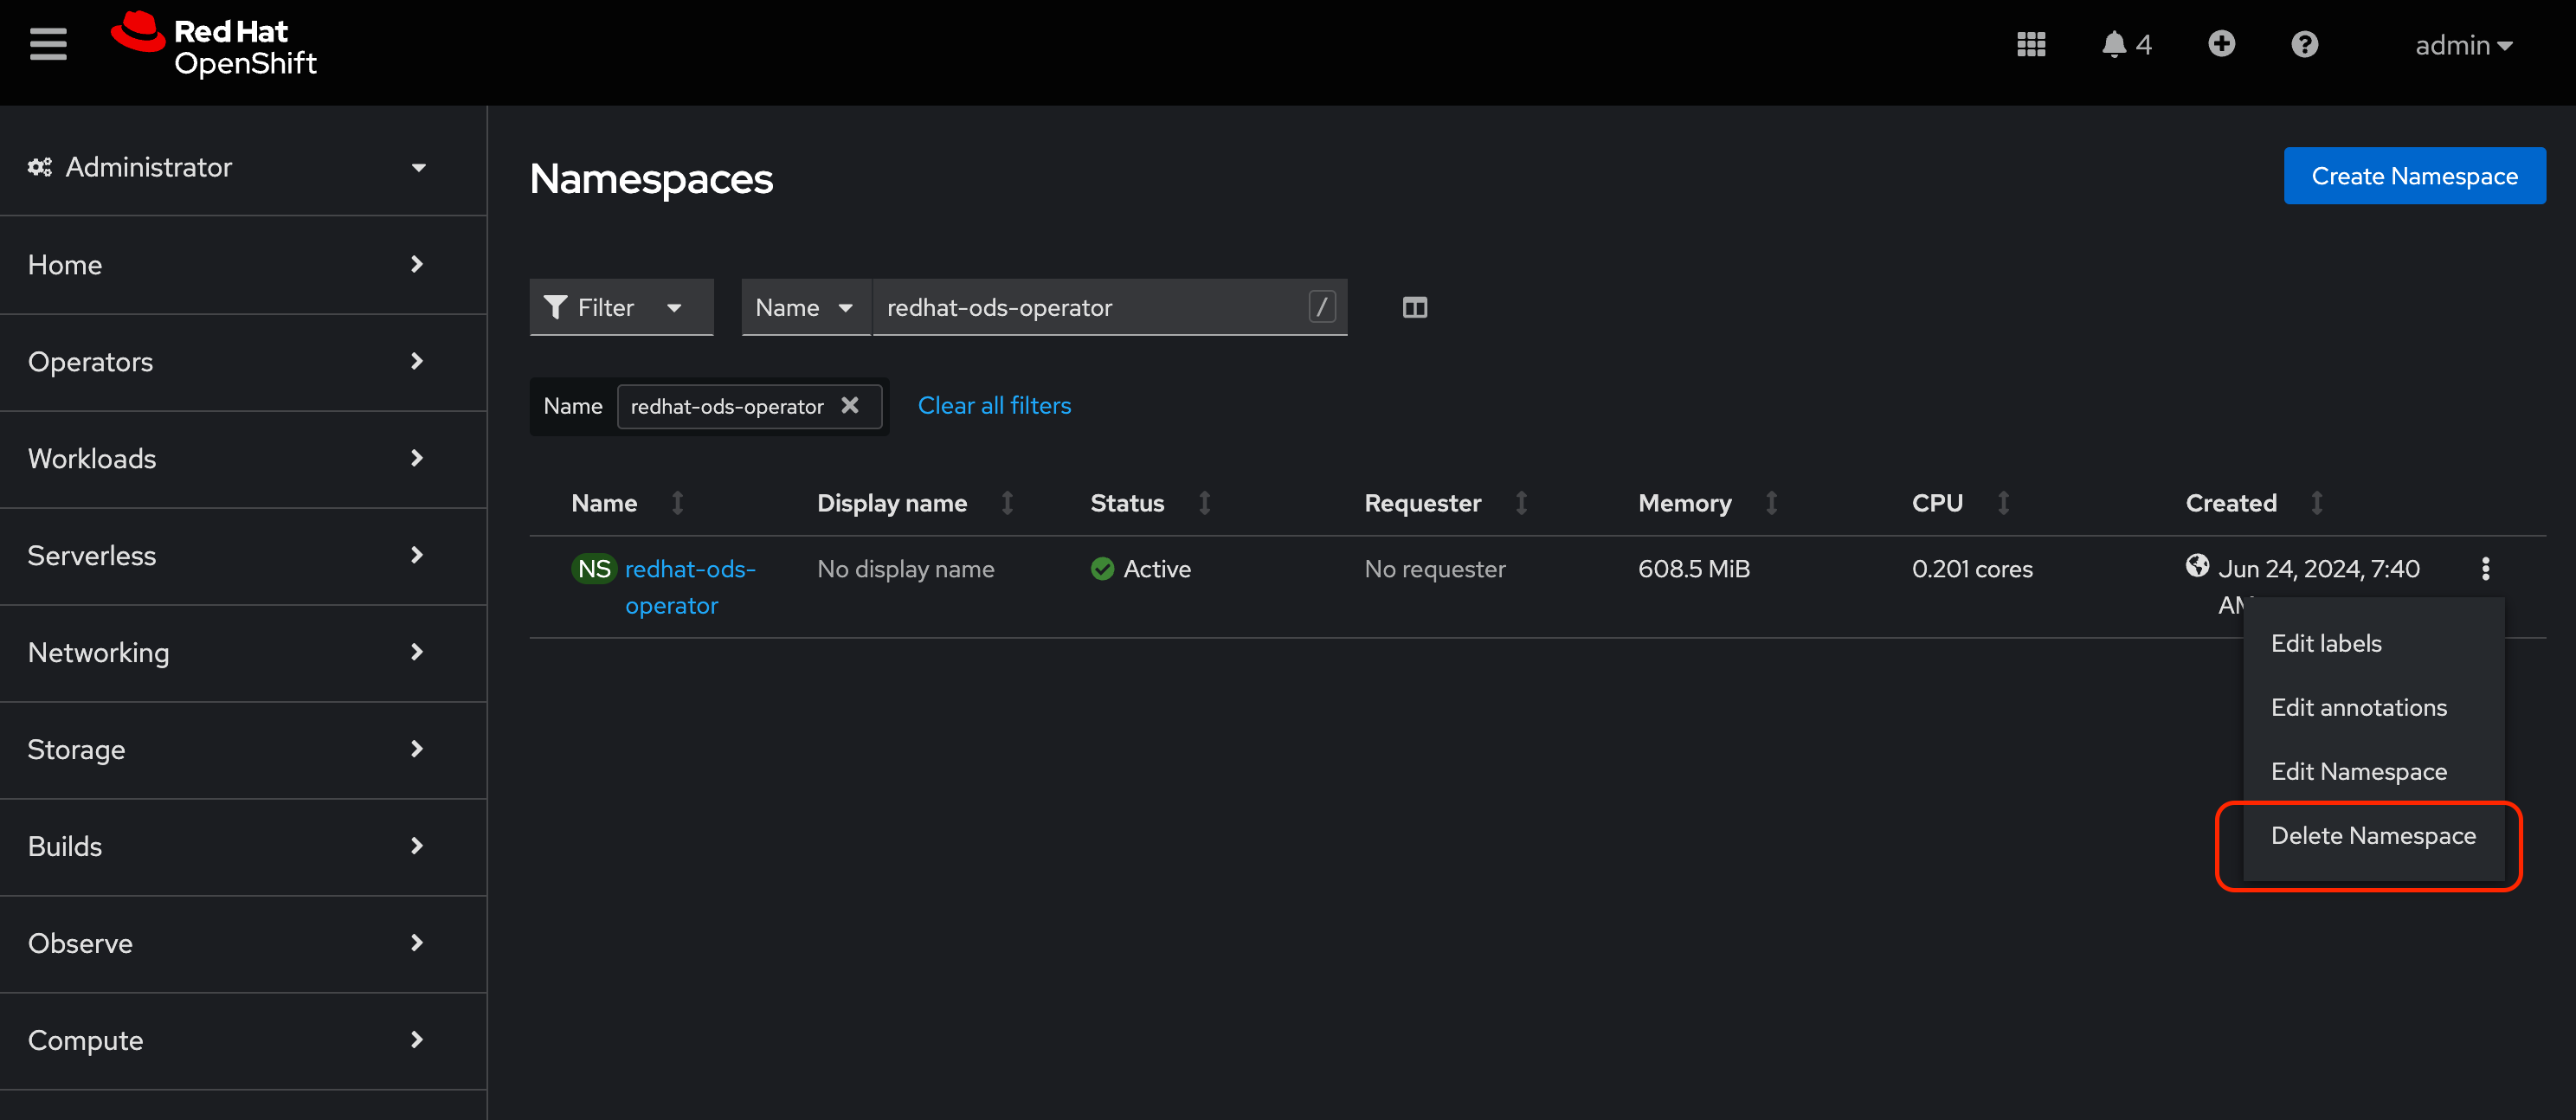 Red Hat
OpenShift
4
admin
Administrator
Home
Operators
Workloads
Serverless
Networking
Storage
Builds
Observe
Compute
Namespaces
Create Namespace
Filter
Name
redhat-ods-operator
/
Name redhat-ods-operator
Clear all filters
Name Display name Status Requester Memory CPU Created
NS redhat-ods- No display name Active No requester 608.5 MiB 0.201 cores Jun 24, 2024, 7:40
operator AM
Edit labels
Edit annotations
Edit Namespace
Delete Namespace